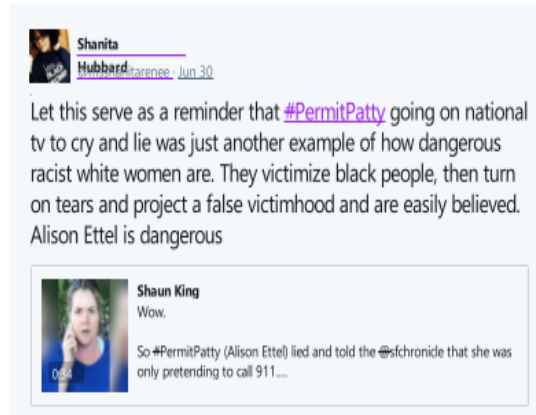 Shanita
Hubbard
· Jun 30
Let this serve as a reminder that #PermitPatty going on national
tv to cry and lie was just another example of how dangerous
racist white women are. They victimize black people, then turn
on tears and project a false victimhood and are easily believed.
Alison Ettel is dangerous
Shaun King
Wow.
So #PermitPatty (Alison Ettel) lied and told the @sfchronicle that she was
only pretending to call 911....
0:34